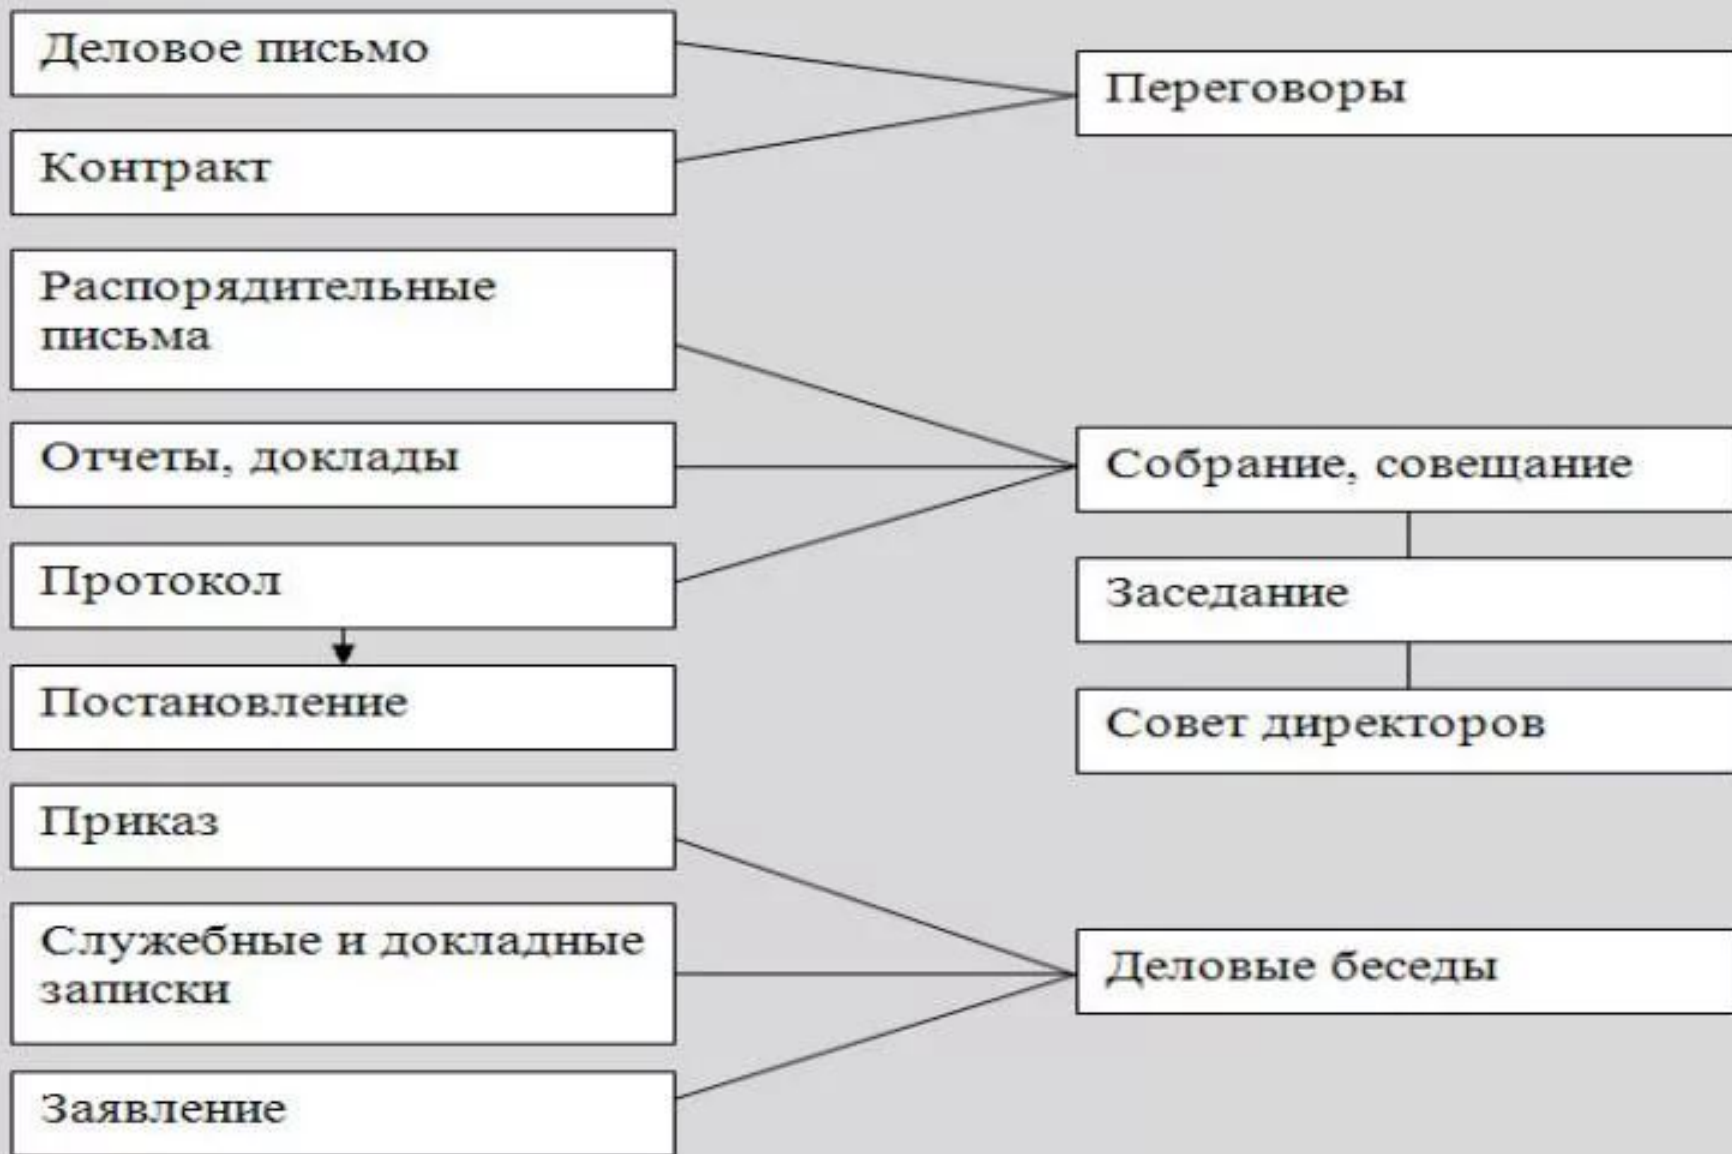 Деловое письмо
Контракт
Распорядительные
письма
Отчеты, доклады
Протокол
Постановление
Приказ
Служебные и докладные
записки
Заявление
Переговоры
Собрание, совещание
Заседание
Совет директоров
Деловые беседы